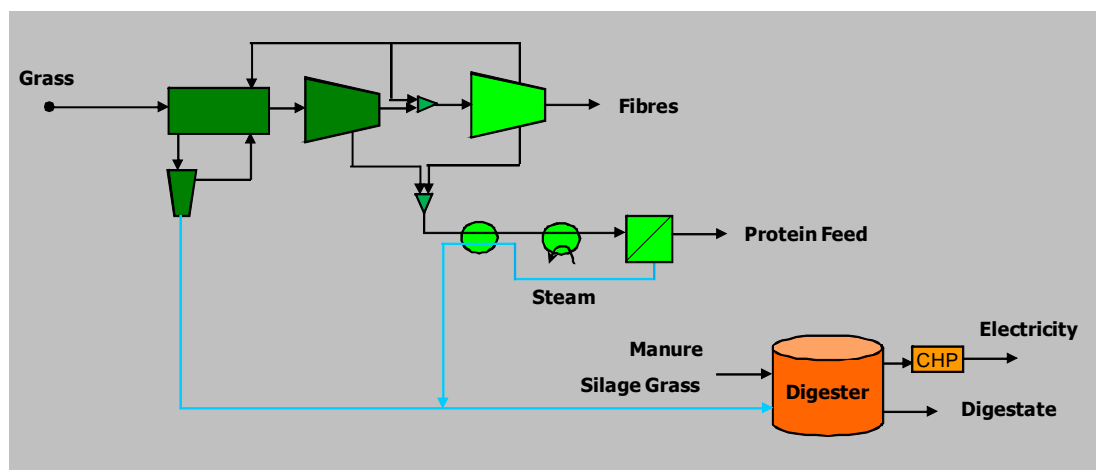 Grass
Fibres
Protein Feed
Steam
Electricity
Manure
CHP
Silage Grass
Digester
Digestate